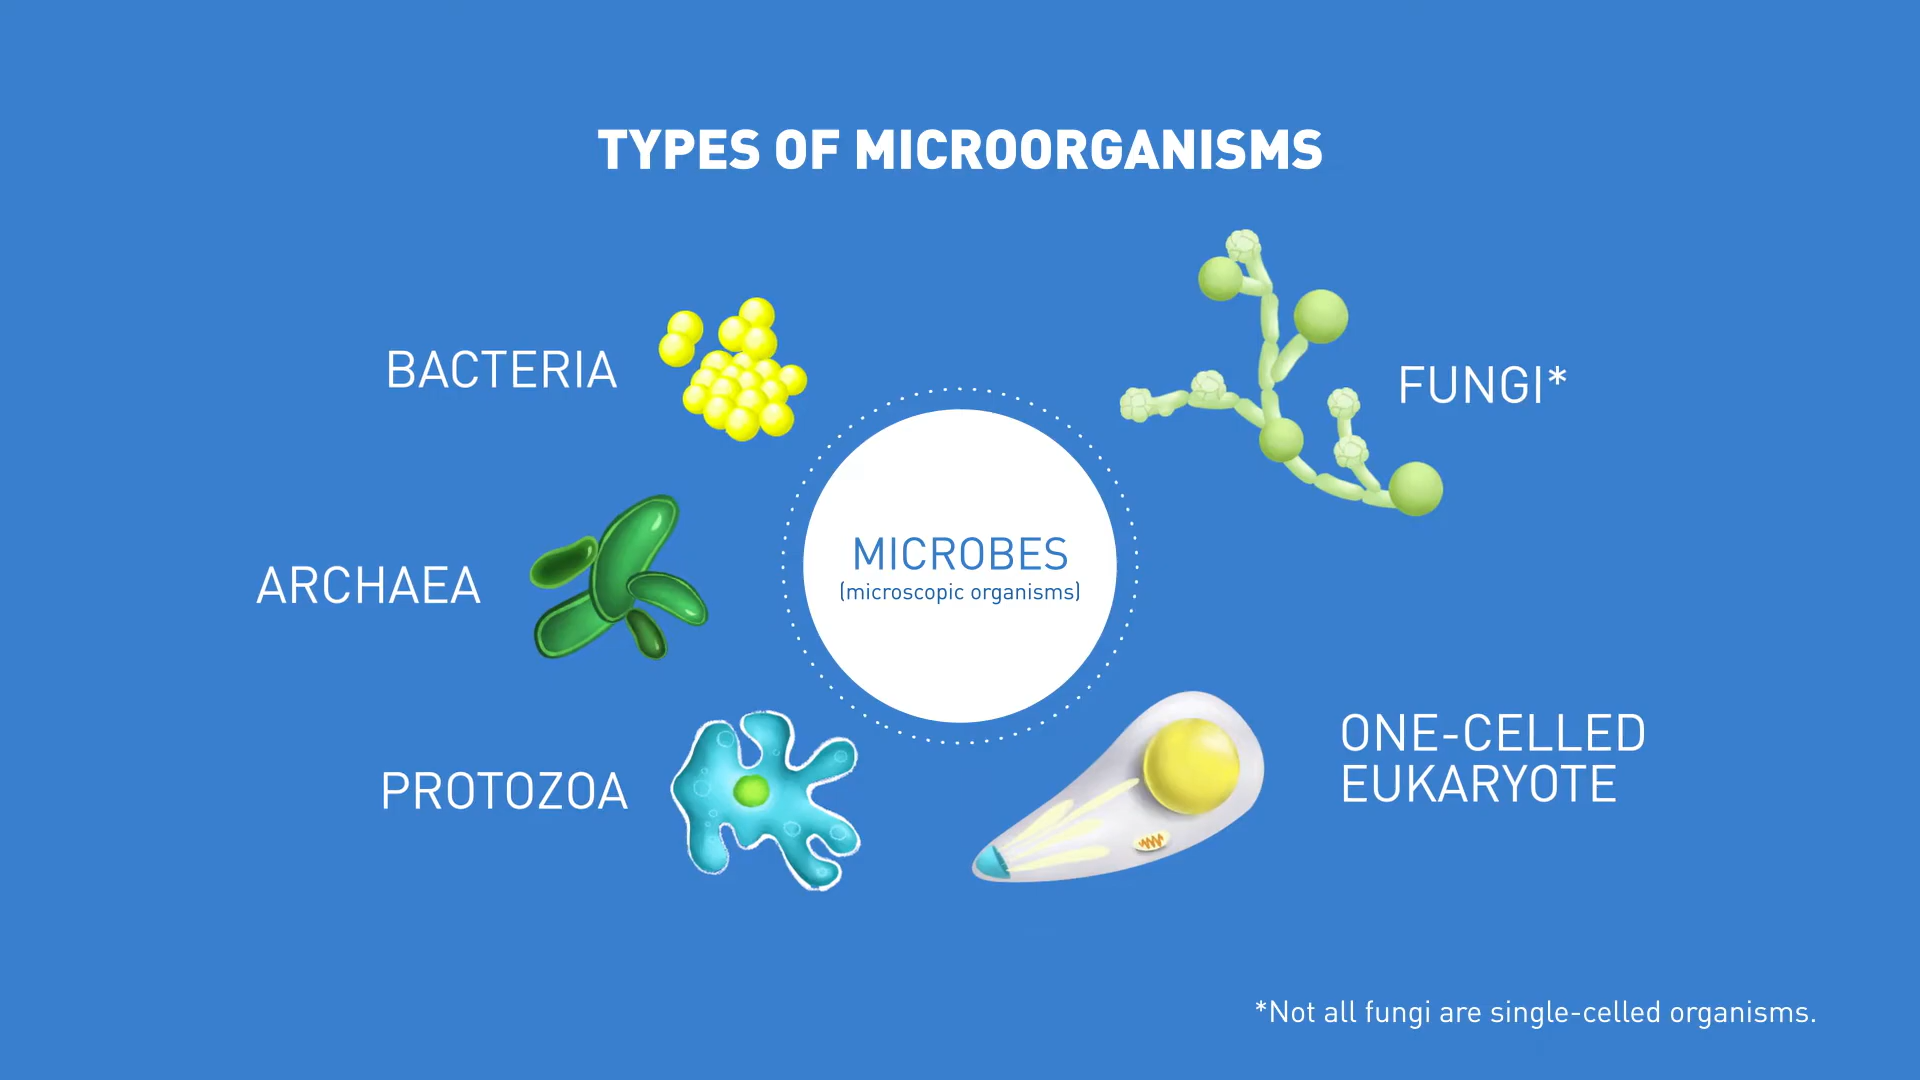 TYPES OF MICROORGANISMS
BACTERIA
FUNGI*
MICROBES
(microscopic organisms)
ARCHAEA
PROTOZOA
ONE-CELLED
EUKARYOTE
*Not all fungi are single-celled organisms.